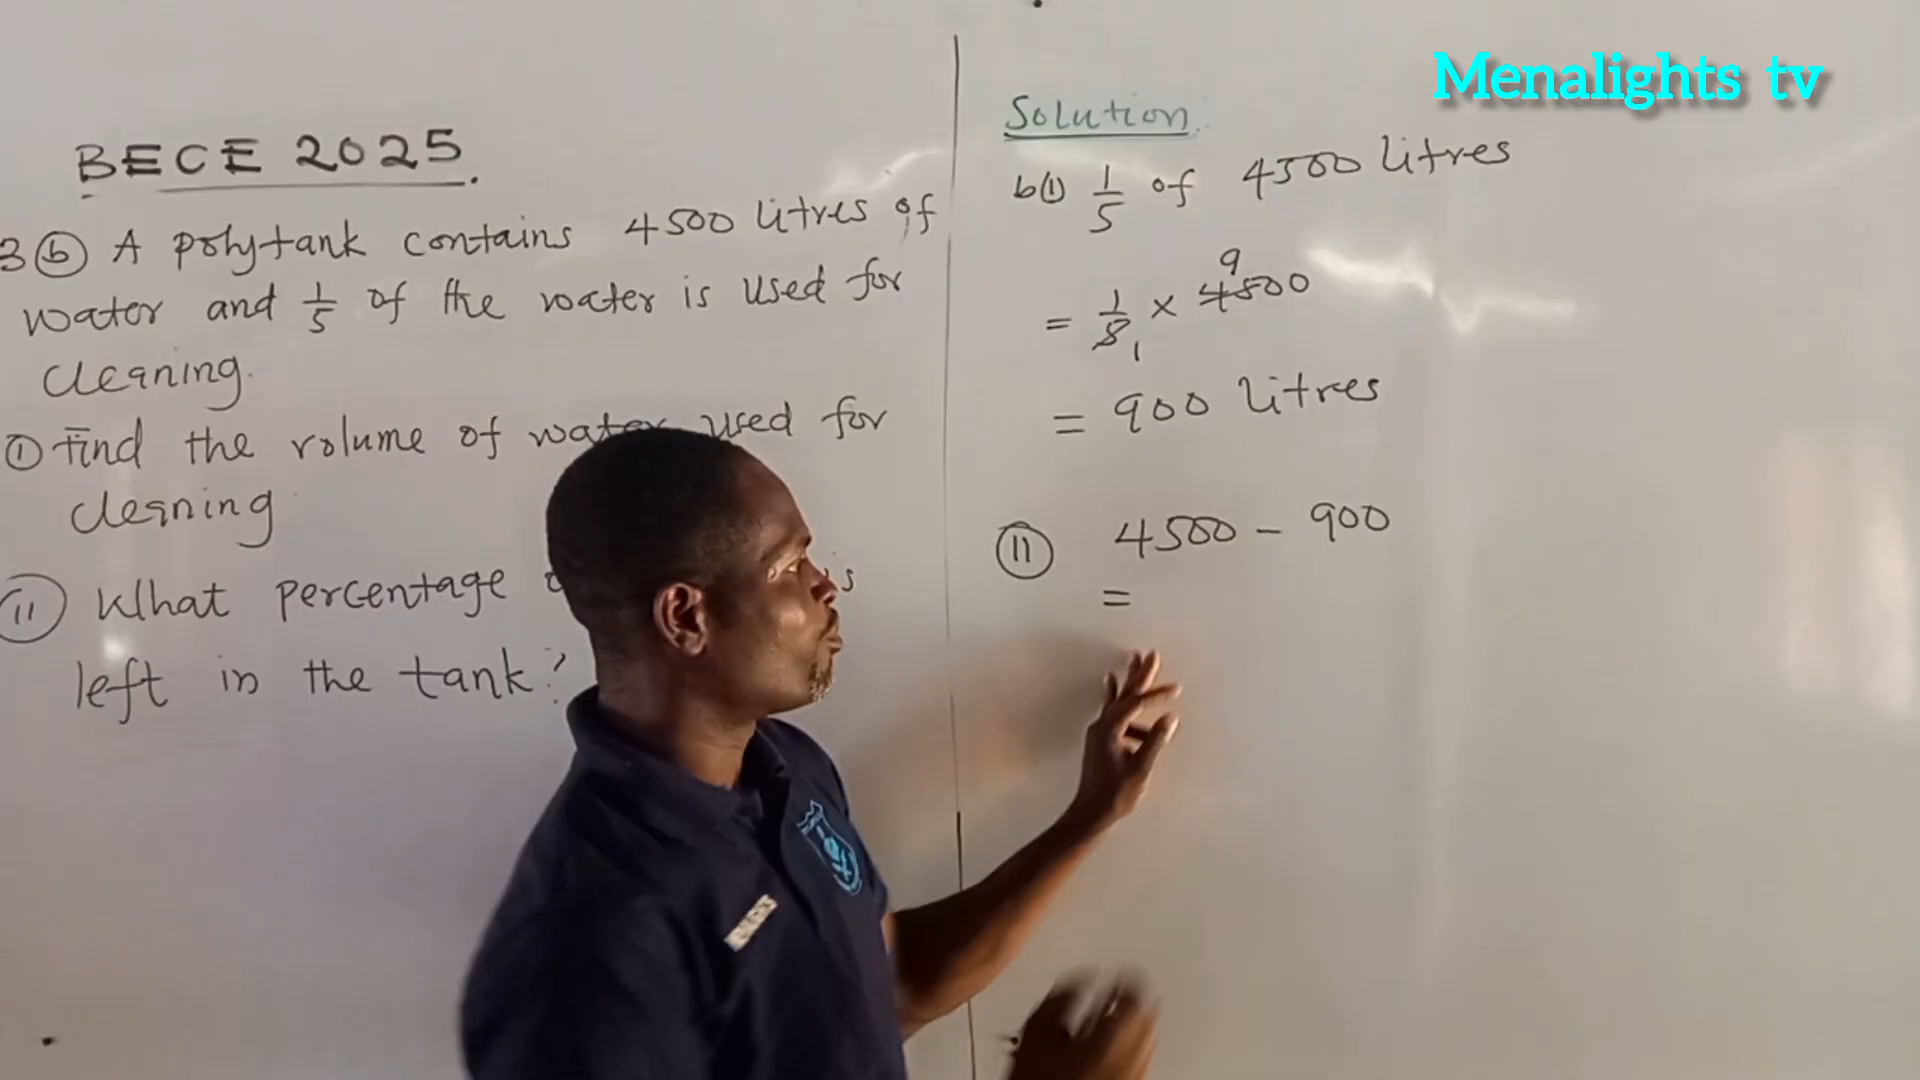 Menalights tv
BECE 2025.
3 (b) A polytank contains 4500 litres of
water and 1/5 of the water is used for
cleaning.
(i) Find the volume of water used for
cleaning
(ii) What percentage
left in the tank?
Solution
b(i) 1/5 of 4500 litres
= 1/5 × 4500
9
1
= 900 litres
(ii) 4500 - 900
=